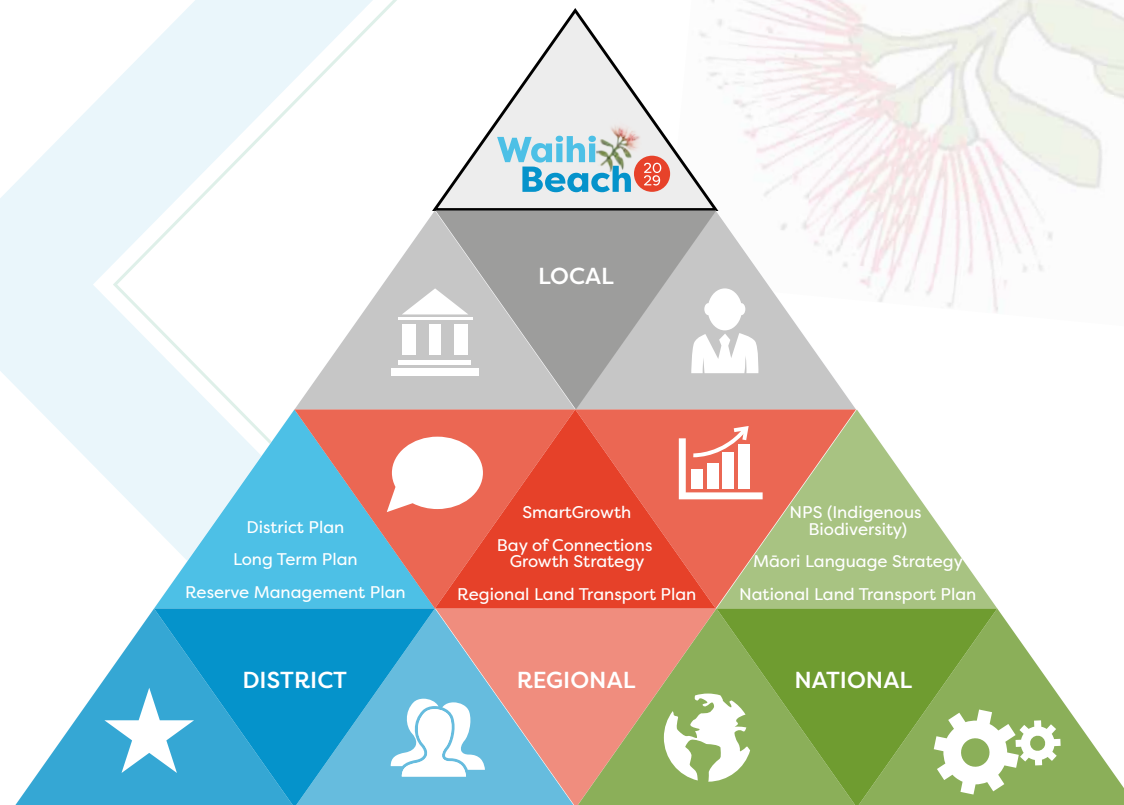 Waihi
Beach
20
29
LOCAL
District Plan
Long Term Plan
Reserve Management Plan
SmartGrowth
Bay of Connections
Growth Strategy
Regional Land Transport Plan
NPS (Indigenous
Biodiversity)
Māori Language Strategy
National Land Transport Plan
DISTRICT
REGIONAL
NATIONAL